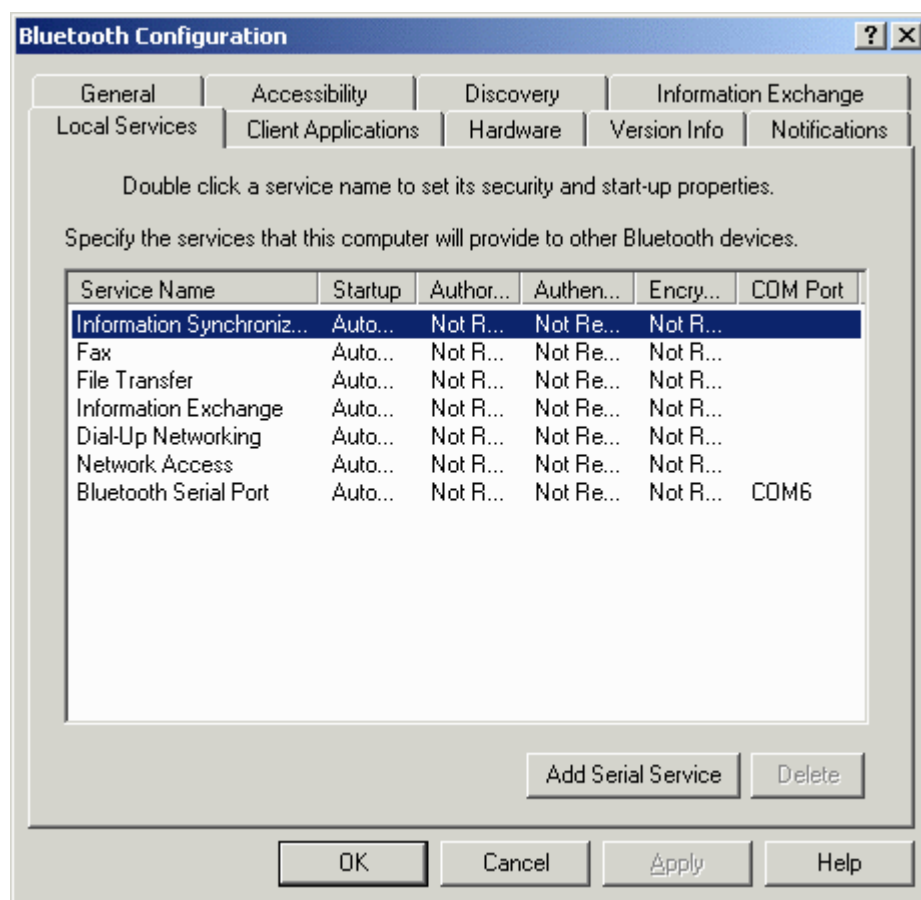 Bluetooth Configuration
General Accessibility Discovery Information Exchange
Local Services Client Applications Hardware Version Info Notifications
Double click a service name to set its security and start-up properties.
Specify the services that this computer will provide to other Bluetooth devices.
Service Name Startup Author... Authen... Encry... COM Port
Information Synchroniz... Auto... Not R... Not Re... Not R...
Fax Auto... Not R... Not Re... Not R...
File Transfer Auto... Not R... Not Re... Not R...
Information Exchange Auto... Not R... Not Re... Not R...
Dial-Up Networking Auto... Not R... Not Re... Not R...
Network Access Auto... Not R... Not Re... Not R...
Bluetooth Serial Port Auto... Not R... Not Re... Not R... COM6
Add Serial Service Delete
OK Cancel Apply Help